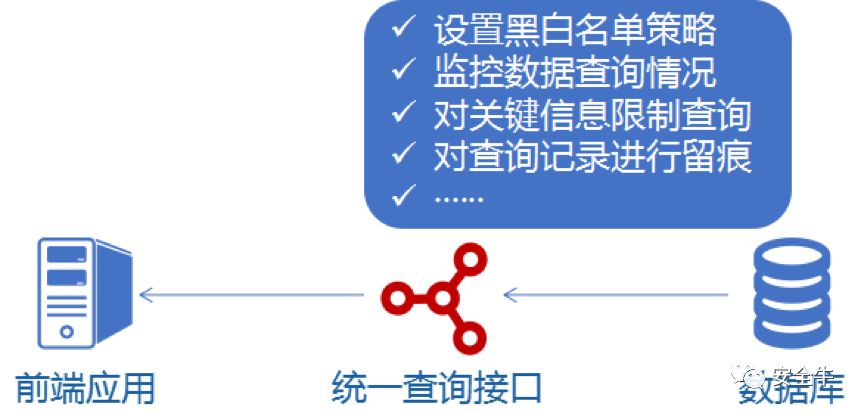 ✓ 设置黑白名单策略
✓ 监控数据查询情况
✓ 对关键信息限制查询
✓ 对查询记录进行留痕
✓ ……
前端应用
统一查询接口
数据库
安全牛